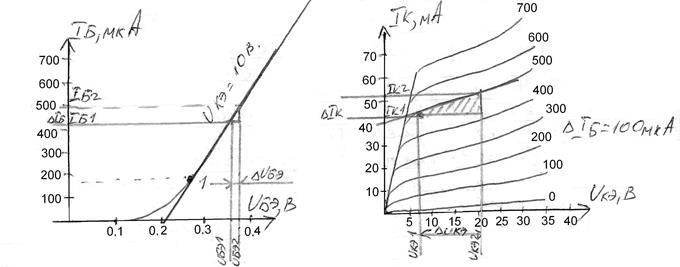 IБ, мкА
700
600
500
400
300
200
100
0
0.1
0.2
0.3
0.4
IБ2
IБ1
ΔIБ
UКЭ=10В.
1
ΔUБЭ
UБЭ, В
UБЭ1
UБЭ2
IК, мА
70
60
50
40
30
20
10
IК2
IК1
ΔIК
700
600
500
400
300
200
100
0
ΔIБ=100мкА
5
10
15
20
25
30
35
40
UКЭ, В
UКЭ1
ΔUКЭ
UКЭ2